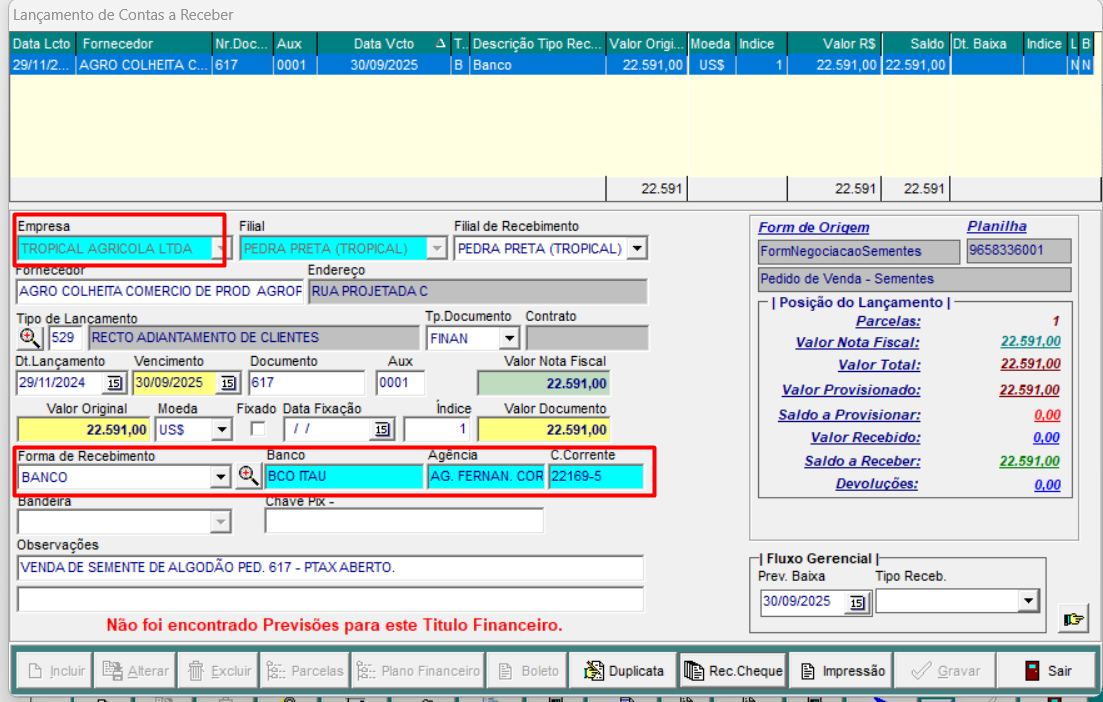 Lançamento de Contas a Receber
Data Lcto Fornecedor Nr.Doc... Aux Data Vcto T.. Descrição Tipo Rec... Valor Origi... Moeda Indice Valor R$ Saldo Dt. Baixa Indice L B
29/11/2... AGRO COLHEITA C... 617 0001 30/09/2025 B Banco 22.591,00 US$ 1 22.591,00 22.591,00 N N
22.591 22.591 22.591
Empresa Filial Filial de Recebimento
TROPICAL AGRICOLA LTDA PEDRA PRETA (TROPICAL) PEDRA PRETA (TROPICAL)
Fornecedor Endereço
AGRO COLHEITA COMERCIO DE PROD AGROF RUA PROJETADA C
Tipo de Lançamento Tp.Documento Contrato
529 RECTO ADIANTAMENTO DE CLIENTES FINAN
Dt.Lançamento Vencimento Documento Aux Valor Nota Fiscal
29/11/2024 15 30/09/2025 15 617 0001 22.591,00
Valor Original Moeda Fixado Data Fixação Índice Valor Documento
22.591,00 US$ / / 15 1 22.591,00
Forma de Recebimento Banco Agência C.Corrente
BANCO BCO ITAU AG. FERNAN. COR 22169-5
Bandeira Chave Pix -
Observações
VENDA DE SEMENTE DE ALGODÃO PED. 617 - PTAX ABERTO.
Não foi encontrado Previsões para este Titulo Financeiro.
Form de Origem Planilha
FormNegociacaoSementes 9658336001
Pedido de Venda - Sementes
| Posição do Lançamento |
Parcelas: 1
Valor Nota Fiscal: 22.591,00
Valor Total: 22.591,00
Valor Provisionado: 22.591,00
Saldo a Provisionar: 0,00
Valor Recebido: 0,00
Saldo a Receber: 22.591,00
Devoluções: 0,00
| Fluxo Gerencial |
Prev. Baixa Tipo Receb.
30/09/2025 15
Incluir Alterar Excluir Parcelas Plano Financeiro Boleto Duplicata Rec.Cheque Impressão Gravar Sair